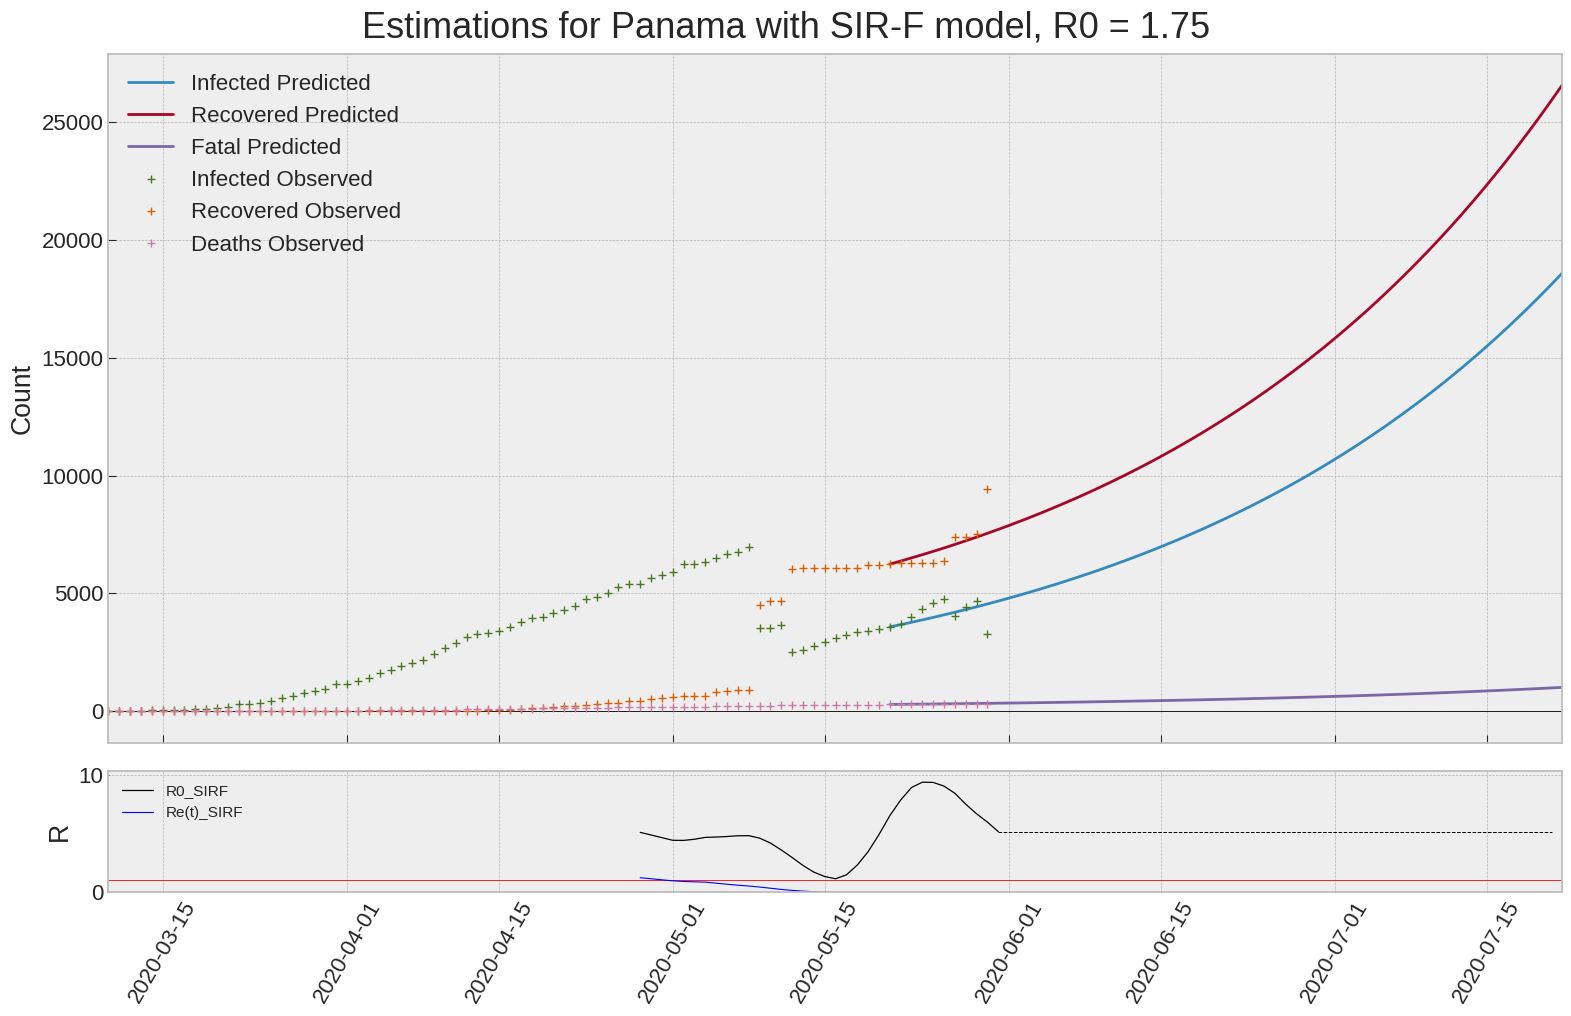 Estimations for Panama with SIR-F model, R0 = 1.75
Infected Predicted
Recovered Predicted
Fatal Predicted
Infected Observed
Recovered Observed
Deaths Observed
25000
20000
15000
10000
5000
0
Count
10
0
R
R0_SIRF
Re(t)_SIRF
2020-03-15
2020-04-01
2020-04-15
2020-05-01
2020-05-15
2020-06-01
2020-06-15
2020-07-01
2020-07-15